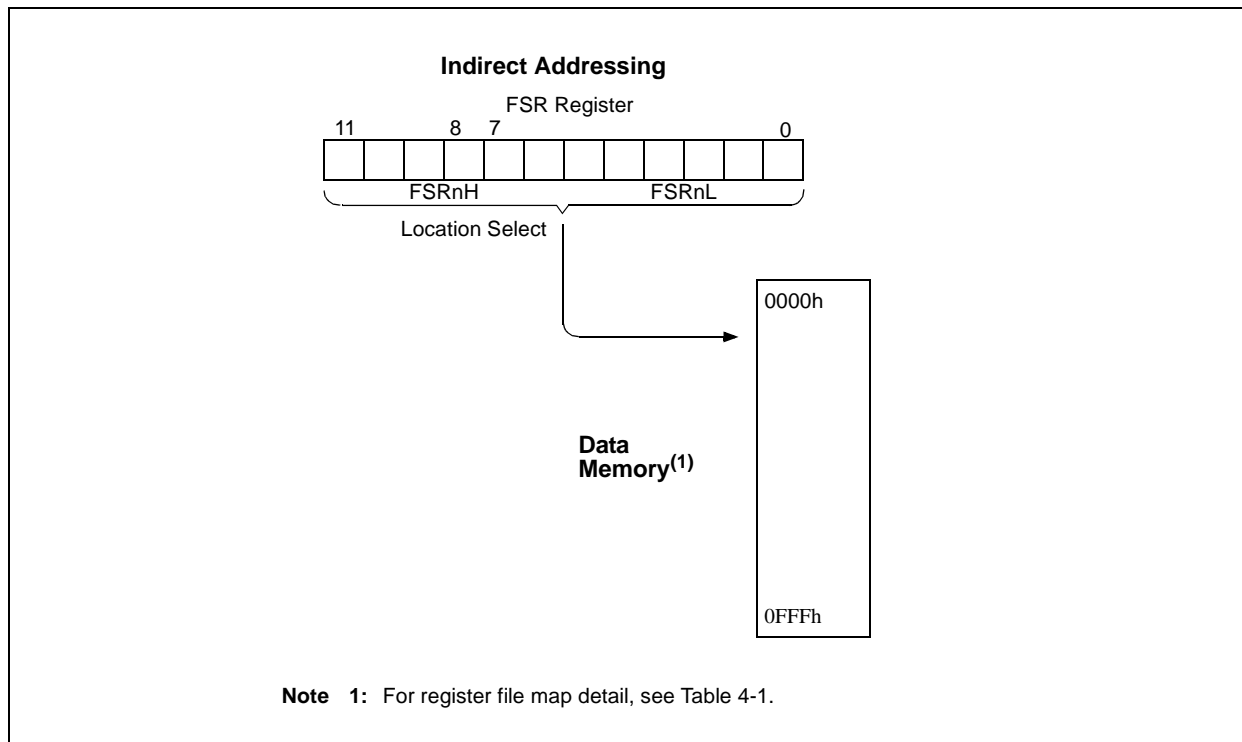 Indirect Addressing
FSR Register
11 8 7 0
FSRnH FSRnL
Location Select
0000h
Data
Memory(1)
0FFFh
Note 1: For register file map detail, see Table 4-1.